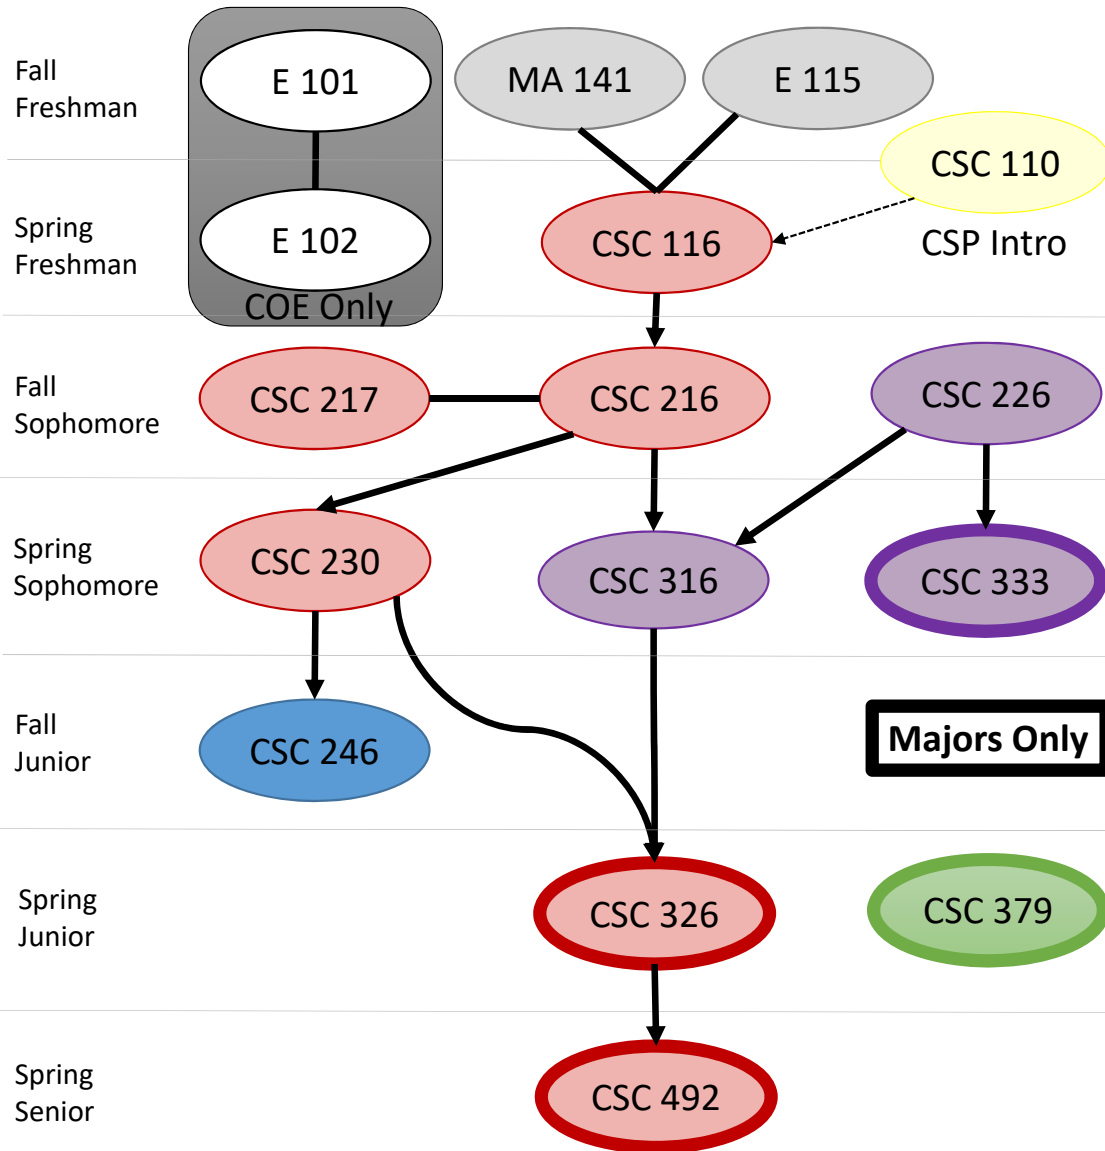 Fall
Freshman
E 101
MA 141
E 115
CSC 110
Spring
Freshman
E 102
CSC 116
CSP Intro
COE Only
Fall
Sophomore
CSC 217
CSC 216
CSC 226
Spring
Sophomore
CSC 230
CSC 316
CSC 333
Fall
Junior
CSC 246
Majors Only
Spring
Junior
CSC 326
CSC 379
Spring
Senior
CSC 492